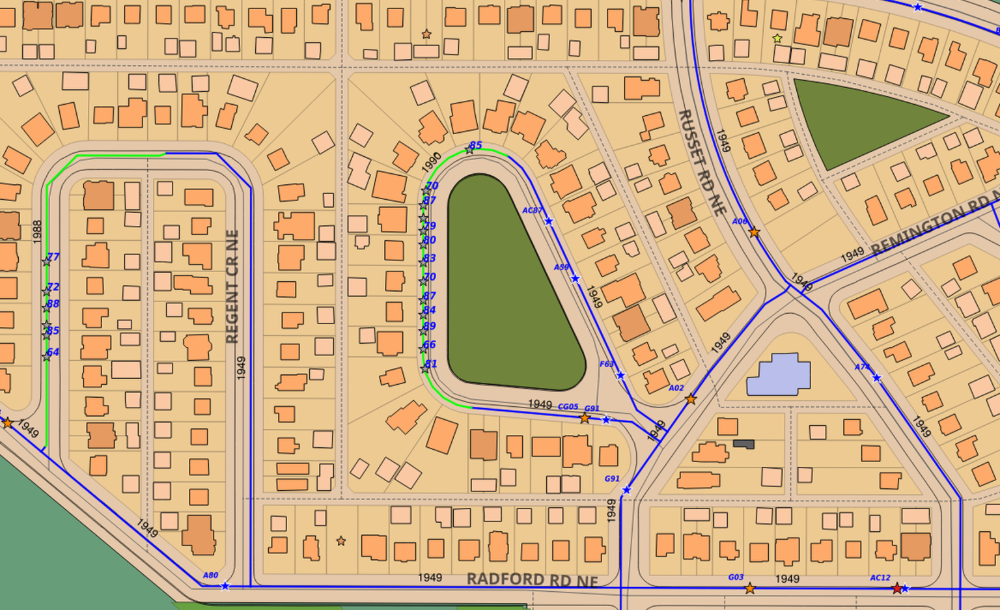 85
1990
1949
RUSSET RD NE
70
87
AC87
A06
79
1949
REMINGTON RD N
1988
80
77
83
A59
70
1949
72
87
1949
88
84
REGENT CR NE
89
85
1949
66
64
1949
81
F63
A74
A02
1949
CG05
G91
1949
1949
1949
G91
1949
1949
A80
1949
RADFORD RD NE
G03
1949
AC12